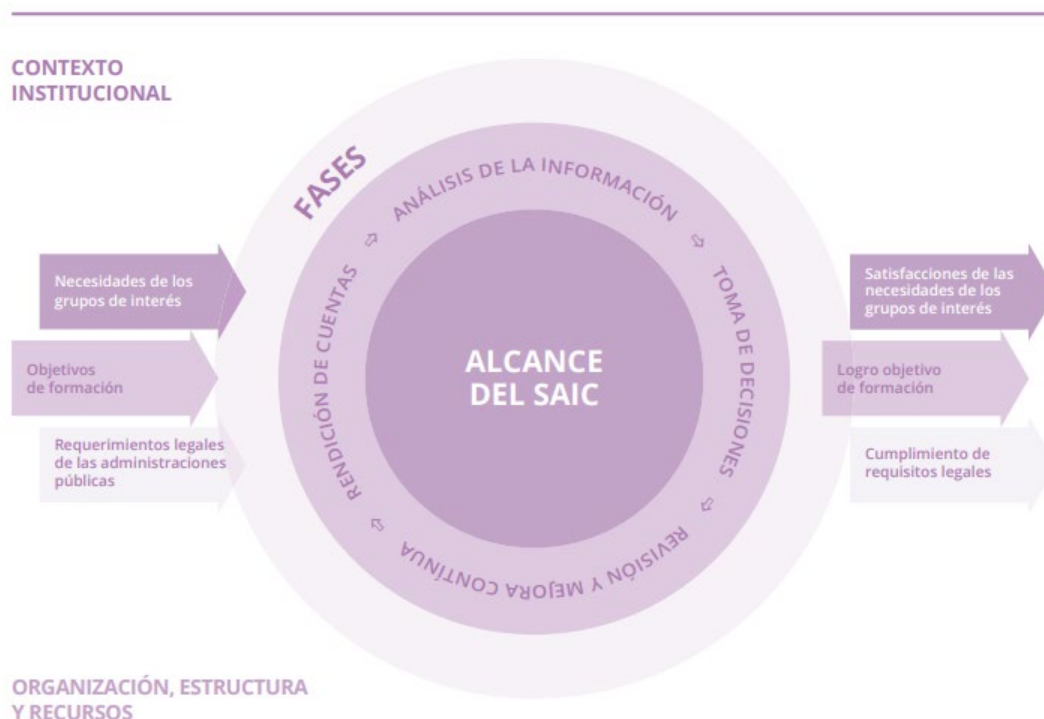 CONTEXTO
INSTITUCIONAL
FASES
ANÁLISIS DE LA INFORMACIÓN
TOMA DE DECISIONES
REVISIÓN Y MEJORA CONTÍNUA
RENDICIÓN DE CUENTAS
Necesidades de los
grupos de interés
Objetivos
de formación
Requerimientos legales
de las administraciones
públicas
ALCANCE
DEL SAIC
Satisfacciones de las
necesidades de los
grupos de interés
Logro objetivo
de formación
Cumplimiento de
requisitos legales
ORGANIZACIÓN, ESTRUCTURA
Y RECURSOS